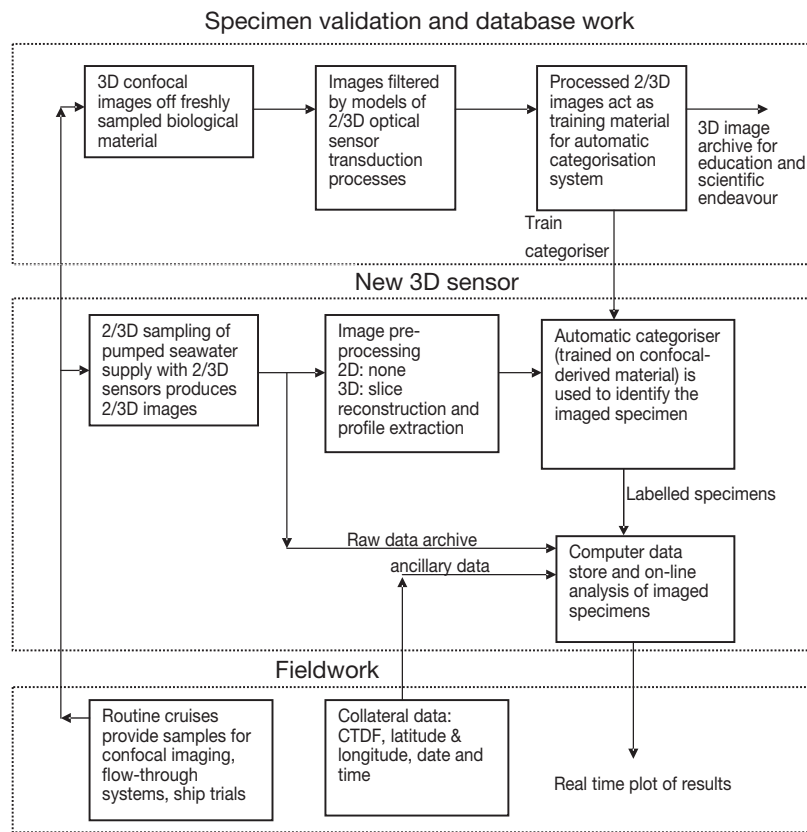 Specimen validation and database work
3D confocal
images off freshly
sampled biological
material
Images filtered
by models of
2/3D optical
sensor
transduction
processes
Processed 2/3D
images act as
training material
for automatic
categorisation
system
3D image
archive for
education and
scientific
endeavour
Train
categoriser
New 3D sensor
2/3D sampling of
pumped seawater
supply with 2/3D
sensors produces
2/3D images
Image pre-
processing
2D: none
3D: slice
reconstruction and
profile extraction
Automatic categoriser
(trained on confocal-
derived material) is
used to identify the
imaged specimen
Labelled specimens
Raw data archive
ancillary data
Computer data
store and on-line
analysis of imaged
specimens
Fieldwork
Routine cruises
provide samples for
confocal imaging,
flow-through
systems, ship trials
Collateral data:
CTDF, latitude &
longitude, date and
time
Real time plot of results